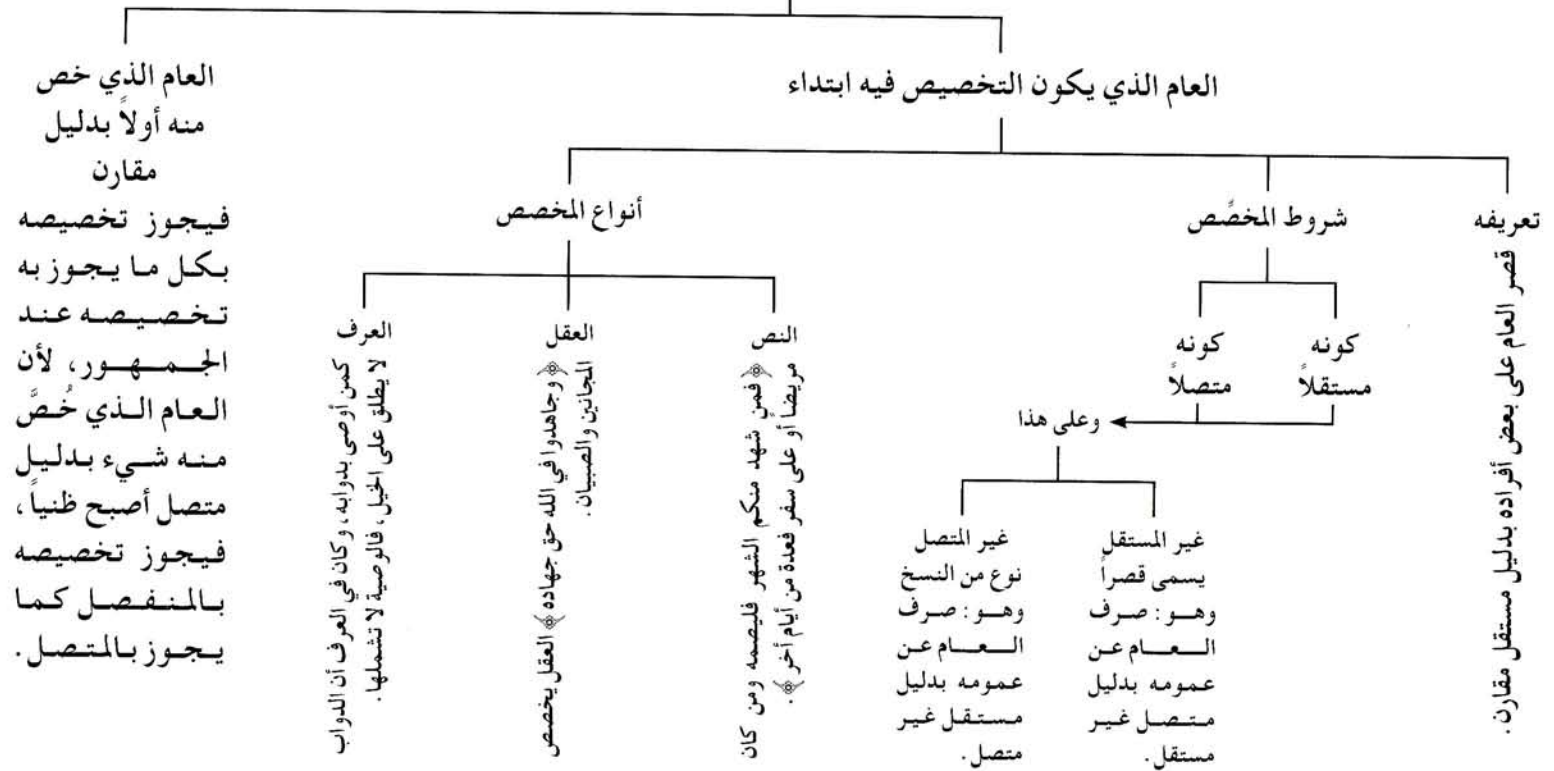 العام الذي يكون التخصيص فيه ابتداء
تعريفه
قصر العام على بعض أفراده بدليل مستقل مقارن.
شروط المخصِّص
كونه
مستقلاً
كونه
متصلاً
وعلى هذا
غير المستقل
يسمى قصراً
وهو: صرف
العام عن
عمومه بدليل
متصل غير
مستقل.
غير المتصل
نوع من النسخ
وهو: صرف
العام عن
عمومه بدليل
مستقل غير
متصل.
أنواع المخصص
النص
﴿فمن شهد منكم الشهر فليصمه ومن كان
مريضاً أو على سفر فعدة من أيام أخر﴾.
العقل
﴿وجاهدوا في الله حق جهاده﴾ العقل يخصص
المجانين والصبيان.
العرف
كمن أوصى بدوابه، وكان في العرف أن الدواب
لا يطلق على الخيل، فالوصية لا تشملها.
العام الذي خص
منه أولاً بدليل
مقارن
فيجوز تخصيصه
بكل ما يجوز به
تخصيصه عند
الجمهور، لأن
العام الذي خُصَّ
منه شيء بدليل
متصل أصبح ظنياً،
فيجوز تخصيصه
بالمنفصل كما
يجوز بالمتصل.